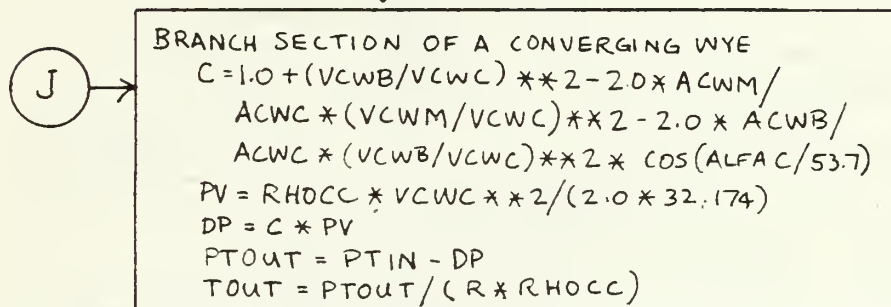 BRANCH SECTION OF A CONVERGING WYE
J
C=1.0+(VCWB/VCWC)**2-2.0*ACWM/
ACWC*(VCWM/VCWC)**2-2.0*ACWB/
ACWC*(VCWB/VCWC)**2*COS(ALFAC/53.7)
PV=RHOCC*VCWC**2/(2.0*32.174)
DP=C*PV
PTOUT=PTIN-DP
TOUT=PTOUT/(R*RHOCC)